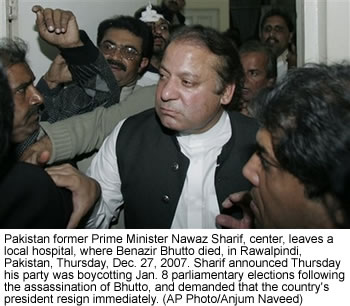 Pakistan former Prime Minister Nawaz Sharif, center, leaves a
local hospital, where Benazir Bhutto died, in Rawalpindi,
Pakistan, Thursday, Dec. 27, 2007. Sharif announced Thursday
his party was boycotting Jan. 8 parliamentary elections following
the assassination of Bhutto, and demanded that the country's
president resign immediately. (AP Photo/Anjum Naveed)